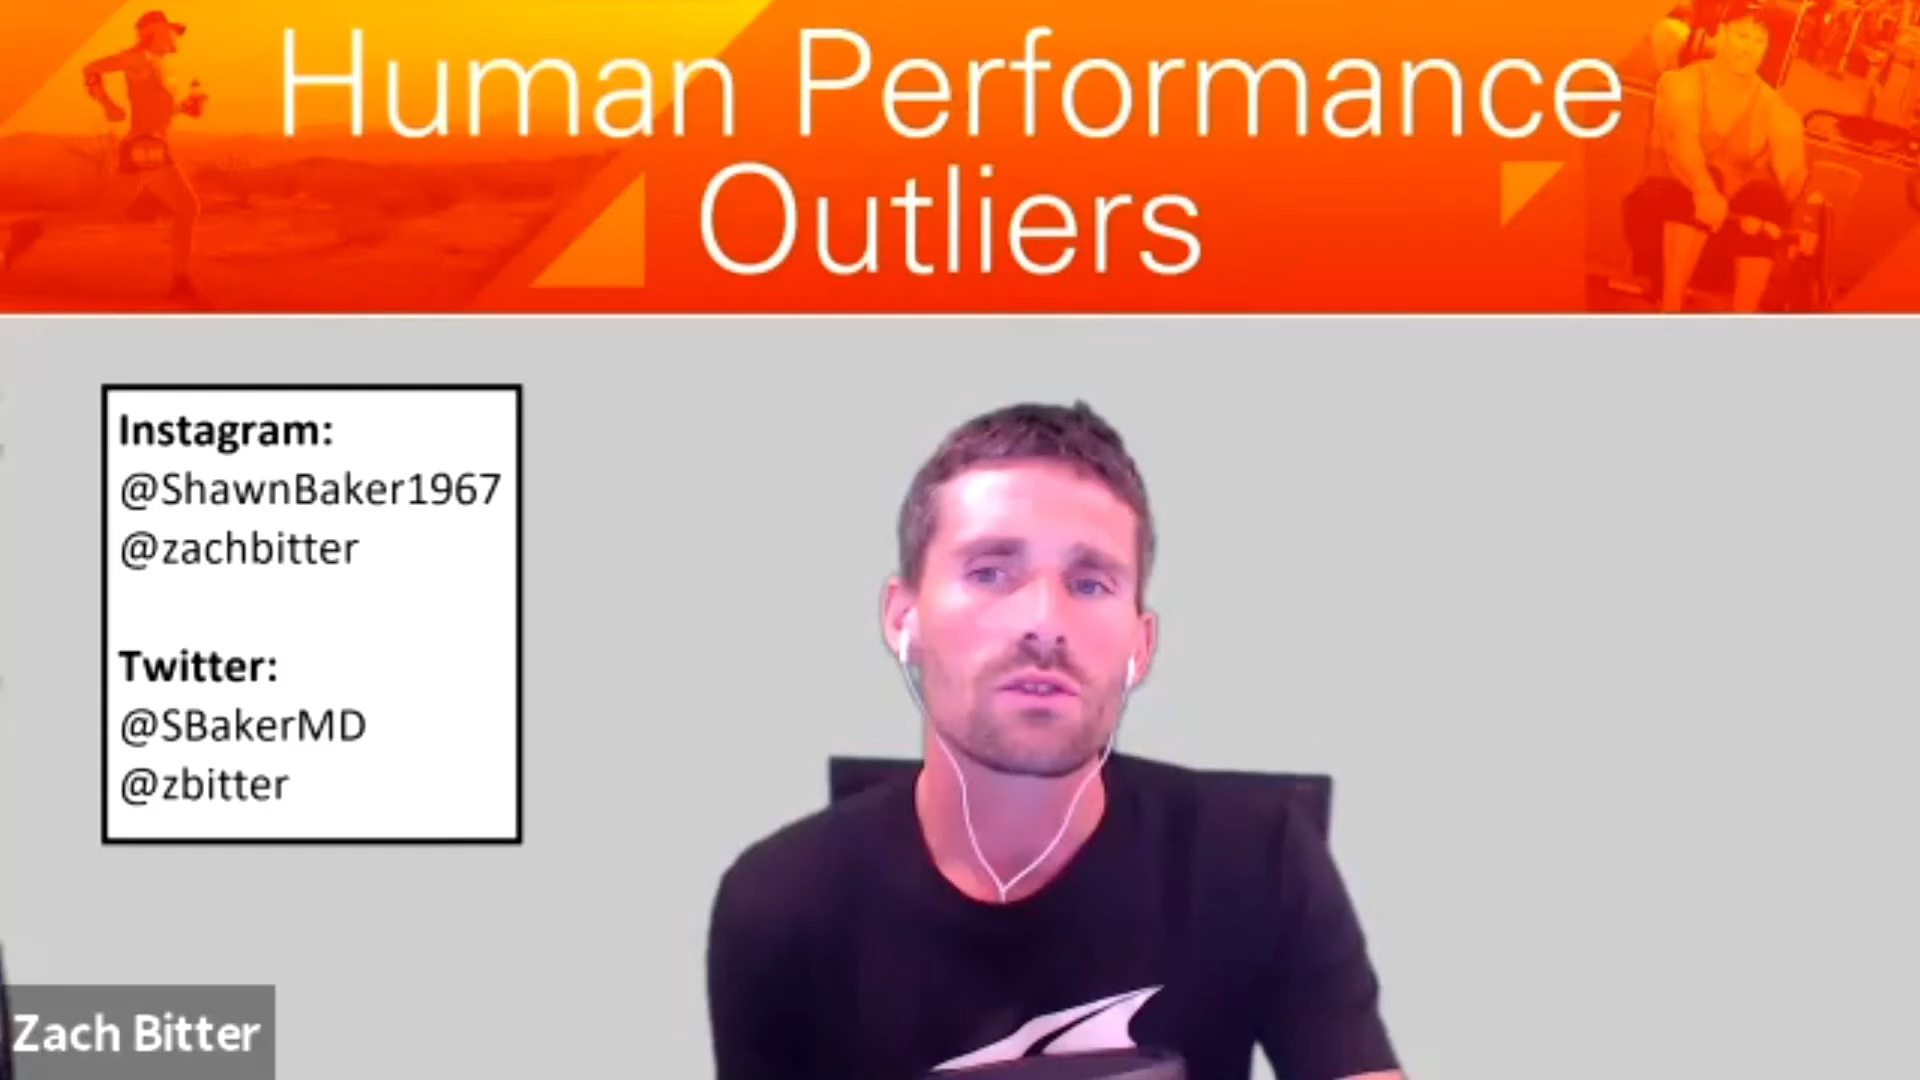 Human Performance
Outliers
Instagram:
@ShawnBaker1967
@zachbitter
Twitter:
@SBakerMD
@zbitter
Zach Bitter